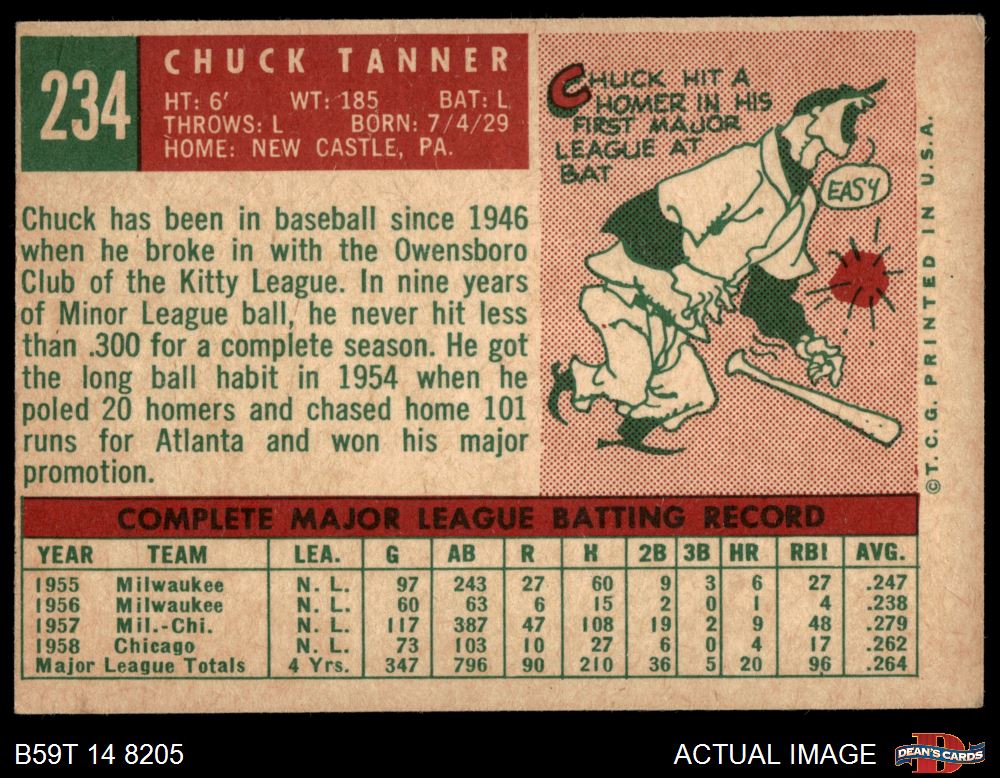 234
CHUCK TANNER
HT: 6' WT: 185 BAT: L
THROWS: L BORN: 7/4/29
HOME: NEW CASTLE, PA.
Chuck has been in baseball since 1946
when he broke in with the Owensboro
Club of the Kitty League. In nine years
of Minor League ball, he never hit less
than .300 for a complete season. He got
the long ball habit in 1954 when he
poled 20 homers and chased home 101
runs for Atlanta and won his major
promotion.
CHUCK HIT A
HOMER IN HIS
FIRST MAJOR
LEAGUE AT
BAT
EASY
©T. C. G. PRINTED IN U.S.A.
COMPLETE MAJOR LEAGUE BATTING RECORD
YEAR TEAM LEA. G AB R H 2B 3B HR RBI AVG.
1955 Milwaukee N. L. 97 243 27 60 9 3 6 27 .247
1956 Milwaukee N. L. 60 63 6 15 2 0 1 4 .238
1957 Mil.-Chi. N. L. 117 387 47 108 19 2 9 48 .279
1958 Chicago N. L. 73 103 10 27 6 0 4 17 .262
Major League Totals 4 Yrs. 347 796 90 210 36 5 20 96 .264
B59T 14 8205
ACTUAL IMAGE
DEAN'S CARDS